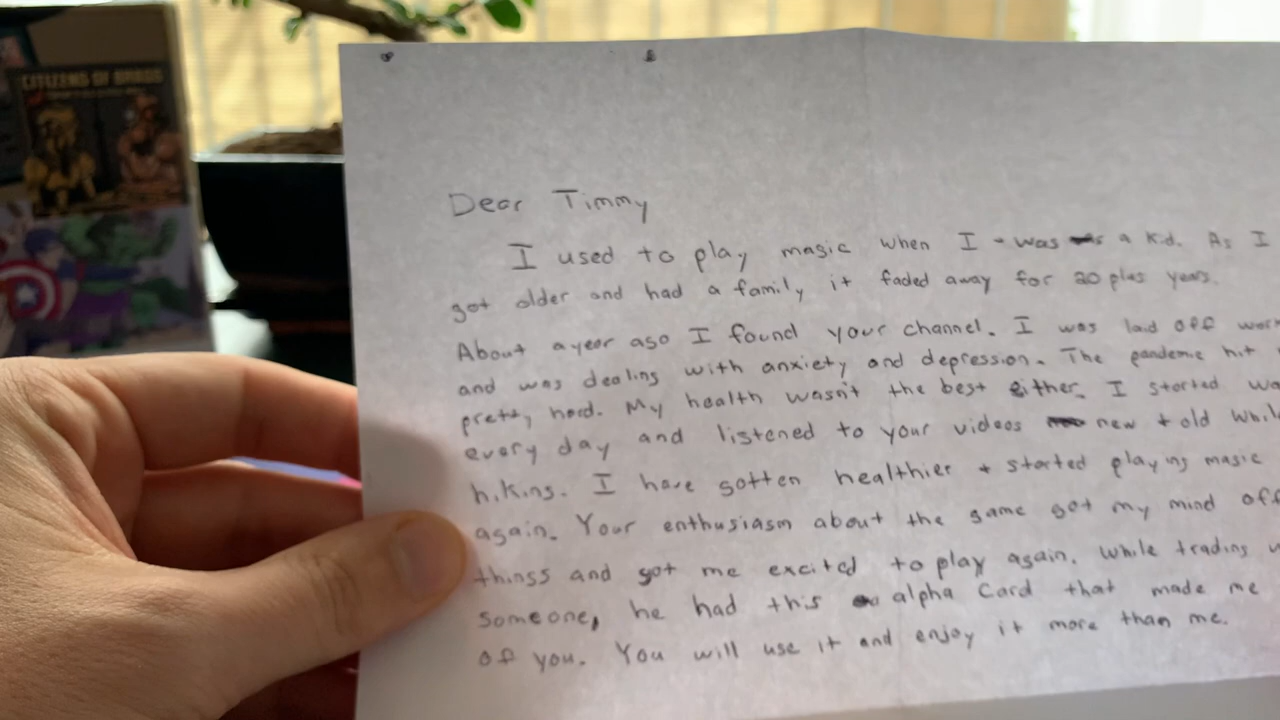 CITIZENS OF BRASS
Dear Timmy
I used to play magic when I was a kid. As I
got older and had a family it faded away for 20 plus years.
About a year ago I found your channel. I was laid off work
and was dealing with anxiety and depression. The pandemic hit
pretty hard. My health wasn't the best either. I started wa
every day and listened to your videos new + old whil
hiking. I have gotten healthier + started playing magic
again. Your enthusiasm about the game got my mind off
things and got me excited to play again. While trading w
someone, he had this alpha Card that made me
of you. You will use it and enjoy it more than me.